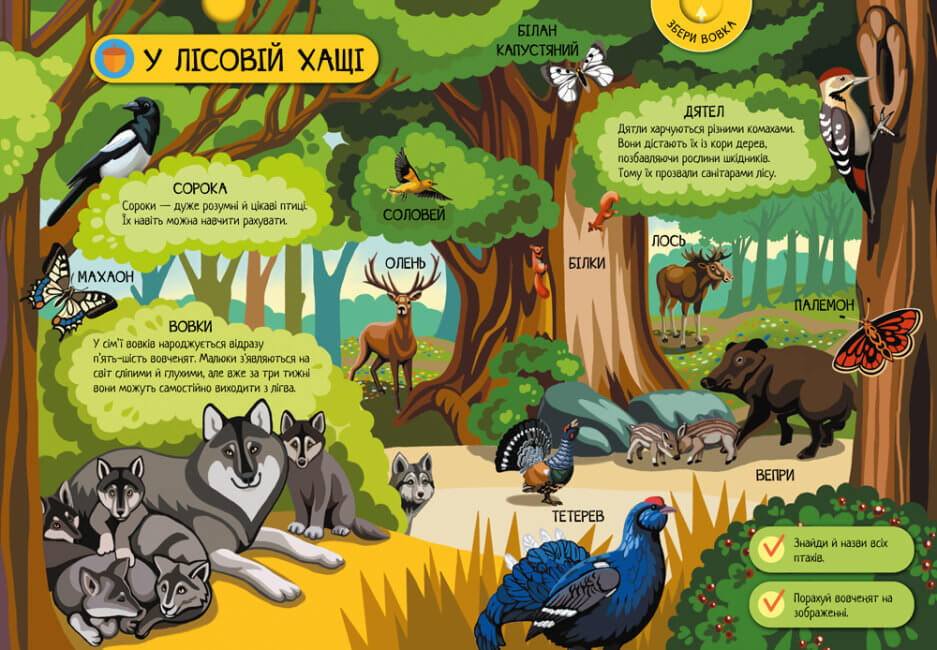 У ЛІСОВІЙ ХАЩІ
ЗБЕРИ ВОВКА
БІЛАН
КАПУСТЯНИЙ
ДЯТЕЛ
Дятли харчуються різними комахами.
Вони дістають їх із кори дерев,
позбавляючи рослини шкідників.
Тому їх прозвали санітарами лісу.
СОРОКА
Сороки — дуже розумні й цікаві птиці.
Їх навіть можна навчити рахувати.
СОЛОВЕЙ
МАХАОН
ОЛЕНЬ
БІЛКИ
ЛОСЬ
ПАЛЕМОН
ВОВКИ
У сім'ї вовків народжується відразу
п'ять-шість вовченят. Малюки з'являються на
світ сліпими й глухими, але вже за три тижні
вони можуть самостійно виходити з лігва.
ВЕПРИ
ТЕТЕРЕВ
Знайди й назви всіх
птахів.
Порахуй вовченят на
зображенні.